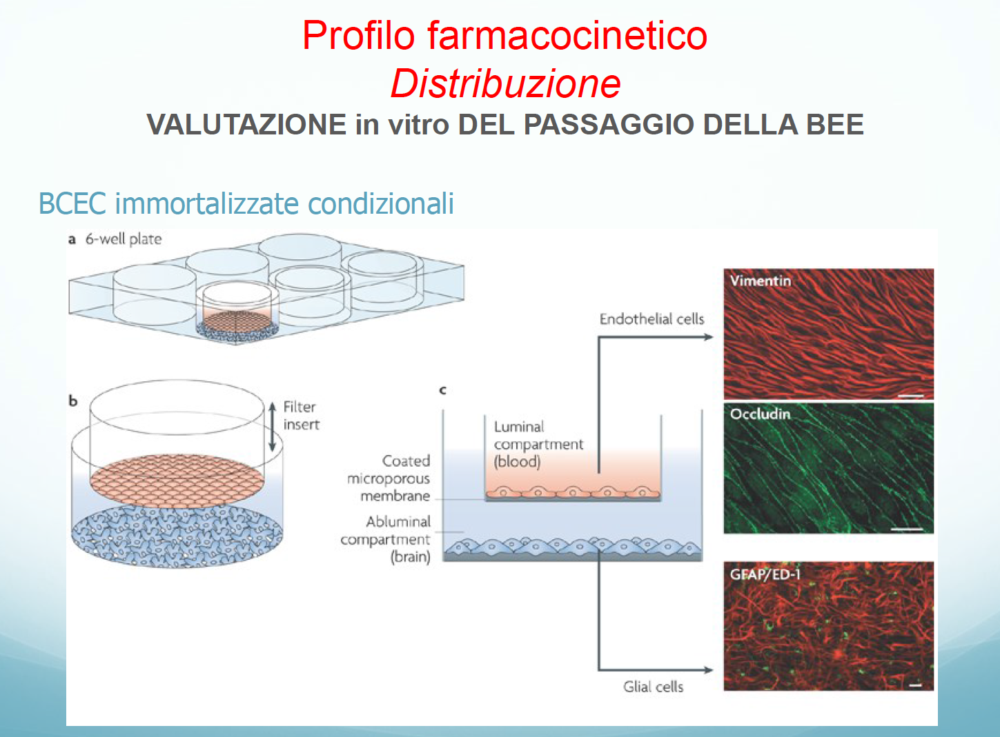 Profilo farmacocinetico
Distribuzione
VALUTAZIONE in vitro DEL PASSAGGIO DELLA BEE
BCEC immortalizzate condizionali
a 6-well plate
b
Filter
insert
c
Luminal
compartment
(blood)
Coated
microporous
membrane
Abluminal
compartment
(brain)
Endothelial cells
Glial cells
Vimentin
Occludin
GFAP/ED-1